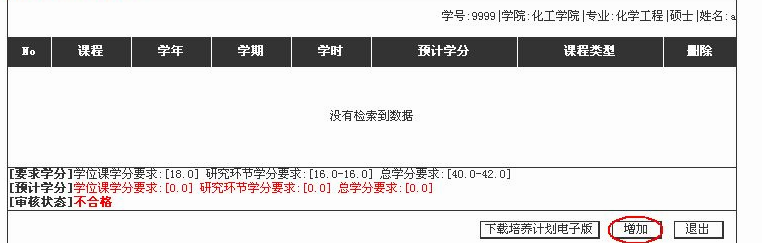 学号:9999|学院:化工学院|专业:化学工程|硕士|姓名:a
No 课程 学年 学期 学时 预计学分 课程类型 删除
没有检索到数据
[要求学分]学位课学分要求:[18.0] 研究环节学分要求:[16.0-16.0] 总学分要求:[40.0-42.0]
[预计学分]学位课学分要求:[0.0] 研究环节学分要求:[0.0] 总学分要求:[0.0]
[审核状态]不合格
下载培养计划电子版 增加 退出